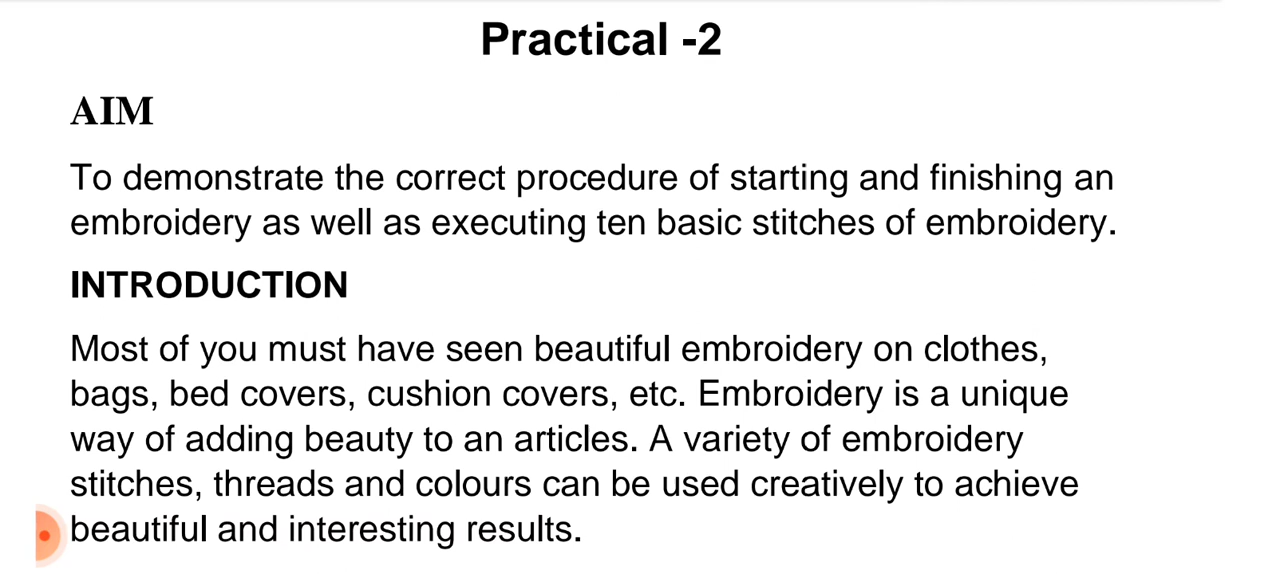 Practical -2
AIM
To demonstrate the correct procedure of starting and finishing an
embroidery as well as executing ten basic stitches of embroidery.
INTRODUCTION
Most of you must have seen beautiful embroidery on clothes,
bags, bed covers, cushion covers, etc. Embroidery is a unique
way of adding beauty to an articles. A variety of embroidery
stitches, threads and colours can be used creatively to achieve
beautiful and interesting results.